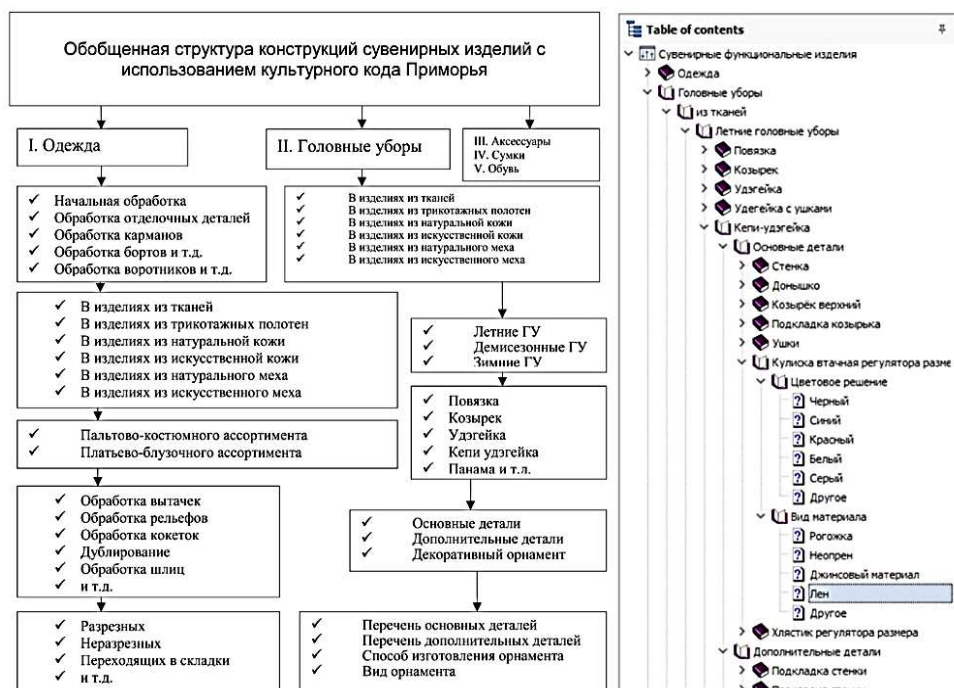 Обобщенная структура конструкций сувенирных изделий с
использованием культурного кода Приморья
I. Одежда
II. Головные уборы
III. Аксессуары
IV. Сумки
V. Обувь
Начальная обработка
Обработка отделочных деталей
Обработка карманов
Обработка бортов и т.д.
Обработка воротников и т.д.
В изделиях из тканей
В изделиях из трикотажных полотен
В изделиях из натуральной кожи
В изделиях из искусственной кожи
В изделиях из натурального меха
В изделиях из искусственного меха
В изделиях из тканей
В изделиях из трикотажных полотен
В изделиях из натуральной кожи
В изделиях из искусственной кожи
В изделиях из натурального меха
В изделиях из искусственного меха
Летние ГУ
Демисезонные ГУ
Зимние ГУ
Пальтово-костюмного ассортимента
Платьево-блузочного ассортимента
Повязка
Козырек
Удэгейка
Кепи удэгейка
Панама и т.л.
Обработка вытачек
Обработка рельефов
Обработка кокеток
Дублирование
Обработка шлиц
и т.д.
Основные детали
Дополнительные детали
Декоративный орнамент
Разрезных
Неразрезных
Переходящих в складки
и т.д.
Перечень основных деталей
Перечень дополнительных деталей
Способ изготовления орнамента
Вид орнамента
Table of contents
Сувенирные функциональные изделия
Одежда
Головные уборы
из тканей
Летние головные уборы
Повязка
Козырек
Удэгейка
Удегейка с ушками
Кепи-удэгейка
Основные детали
Стенка
Донышко
Козырёк верхний
Подкладка козырька
Ушки
Кулиска втачная регулятора разме
Цветовое решение
Черный
Синий
Красный
Белый
Серый
Другое
Вид материала
Рогожка
Неопрен
Джинсовый материал
Лен
Другое
Хлястик регулятора размера
Дополнительные детали
Подкладка стенки